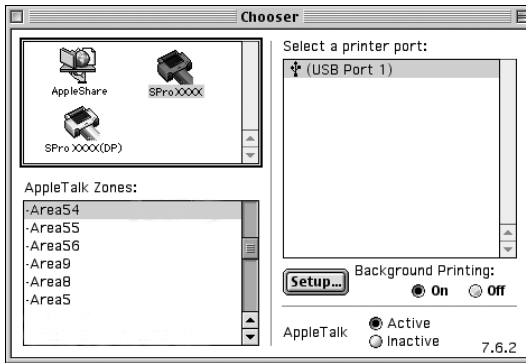 Chooser
AppleShare
SPro XXXX
SPro XXXX(DP)
AppleTalk Zones:
-Area54
-Area55
-Area56
-Area9
-Area8
-Area5
Select a printer port:
(USB Port 1)
Setup...
Background Printing:
On Off
AppleTalk
Active
Inactive
7.6.2